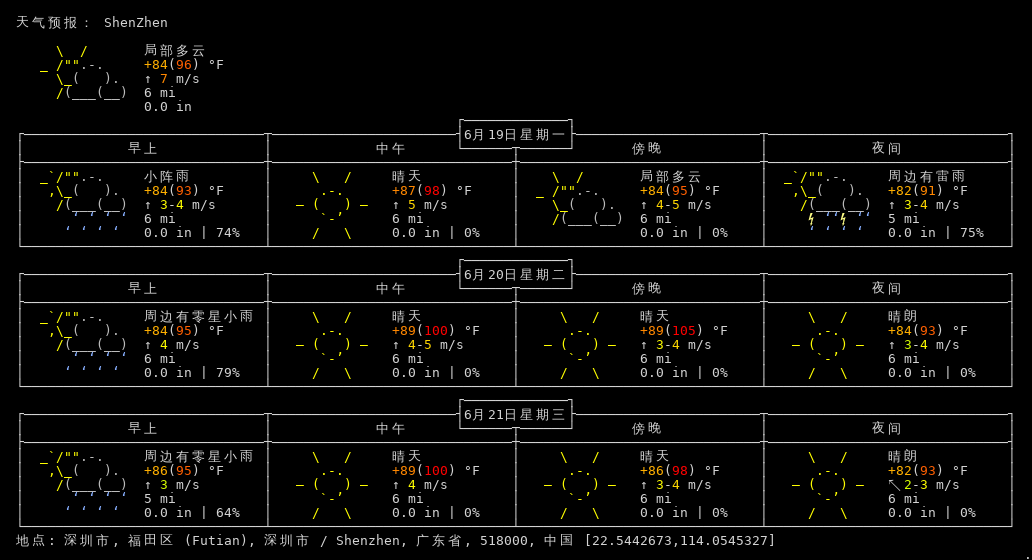 天气预报： ShenZhen
局部多云
+84(96) °F
↑ 7 m/s
6 mi
0.0 in
6月19日星期一
早上 中午 傍晚 夜间
小阵雨 晴天 局部多云 周边有雷雨
+84(93) °F +87(98) °F +84(95) °F +82(91) °F
↑ 3-4 m/s ↑ 5 m/s ↑ 4-5 m/s ↑ 3-4 m/s
6 mi 6 mi 6 mi 5 mi
0.0 in | 74% 0.0 in | 0% 0.0 in | 0% 0.0 in | 75%
6月20日星期二
早上 中午 傍晚 夜间
周边有零星小雨 晴天 晴天 晴朗
+84(95) °F +89(100) °F +89(105) °F +84(93) °F
↑ 4 m/s ↑ 4-5 m/s ↑ 3-4 m/s ↑ 3-4 m/s
6 mi 6 mi 6 mi 6 mi
0.0 in | 79% 0.0 in | 0% 0.0 in | 0% 0.0 in | 0%
6月21日星期三
早上 中午 傍晚 夜间
周边有零星小雨 晴天 晴天 晴朗
+86(95) °F +89(100) °F +86(98) °F +82(93) °F
↑ 3 m/s ↑ 4 m/s ↑ 3-4 m/s ↖ 2-3 m/s
5 mi 6 mi 6 mi 6 mi
0.0 in | 64% 0.0 in | 0% 0.0 in | 0% 0.0 in | 0%
地点: 深圳市, 福田区 (Futian), 深圳市 / Shenzhen, 广东省, 518000, 中国 [22.5442673,114.0545327]